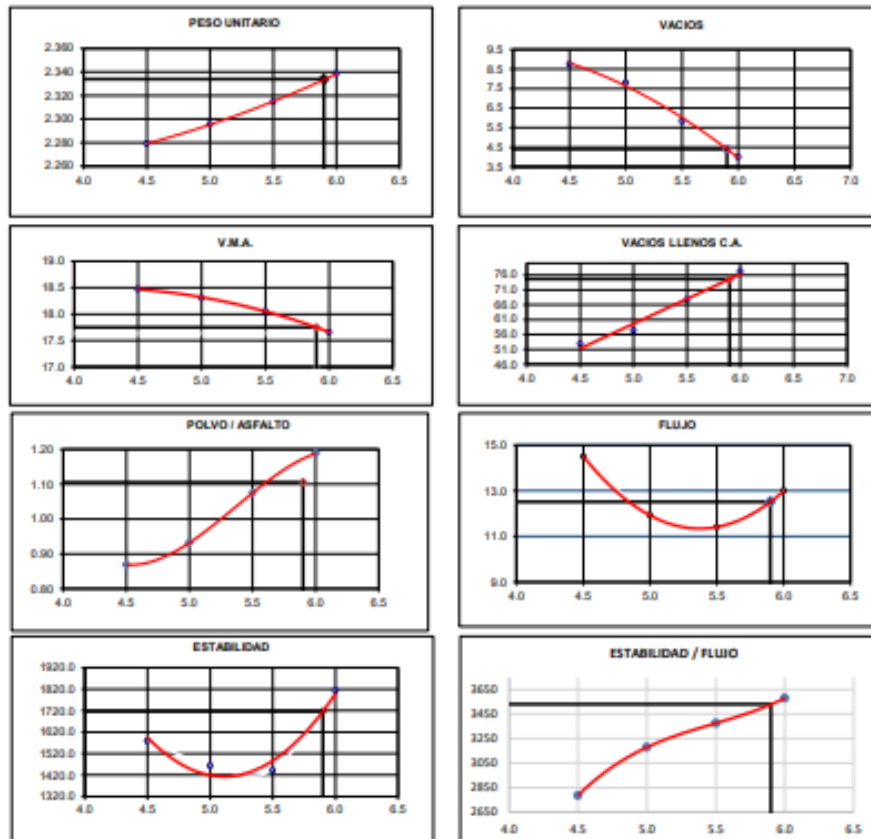 PESO UNITARIO
2.360
2.340
2.320
2.300
2.280
2.260
4.0 4.5 5.0 5.5 6.0 6.5
VACIOS
9.5
8.5
7.5
6.5
5.5
4.5
3.5
4.0 4.5 5.0 5.5 6.0 6.5 7.0
V.M.A.
19.0
18.5
18.0
17.5
17.0
4.0 4.5 5.0 5.5 6.0 6.5
VACIOS LLENOS C.A.
76.0
71.0
66.0
61.0
56.0
51.0
46.0
4.0 4.5 5.0 5.5 6.0 6.5 7.0
POLVO / ASFALTO
1.20
1.10
1.00
0.90
0.80
4.0 4.5 5.0 5.5 6.0 6.5
FLUJO
15.0
13.0
11.0
9.0
4.0 4.5 5.0 5.5 6.0 6.5
ESTABILIDAD
1920.0
1820.0
1720.0
1620.0
1520.0
1420.0
1320.0
4.0 4.5 5.0 5.5 6.0 6.5
ESTABILIDAD / FLUJO
3650
3450
3250
3050
2850
2650
4.0 4.5 5.0 5.5 6.0 6.5